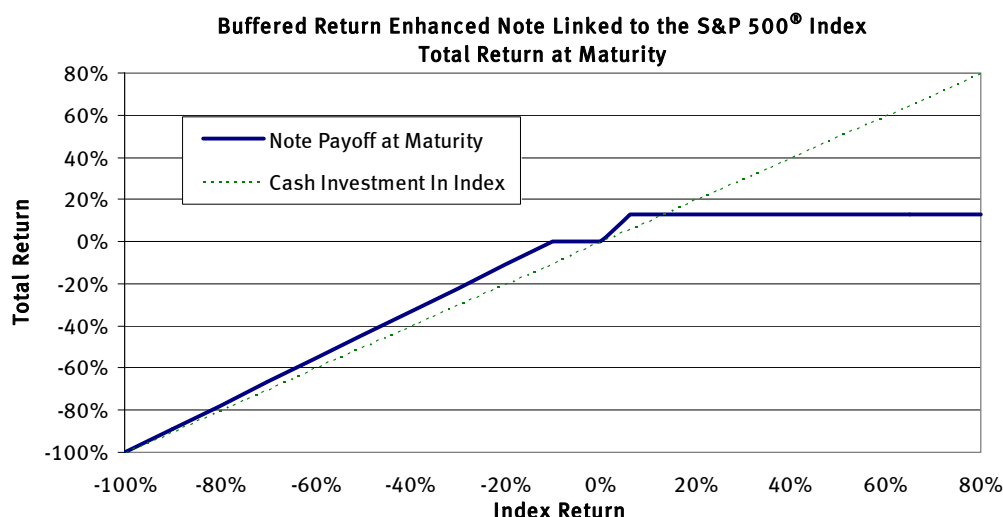 Buffered Return Enhanced Note Linked to the S&P 500® Index
Total Return at Maturity
80%
60%
40%
20%
0%
-20%
-40%
-60%
-80%
-100%
Total Return
Note Payoff at Maturity
Cash Investment In Index
-100% -80% -60% -40% -20% 0% 20% 40% 60% 80%
Index Return